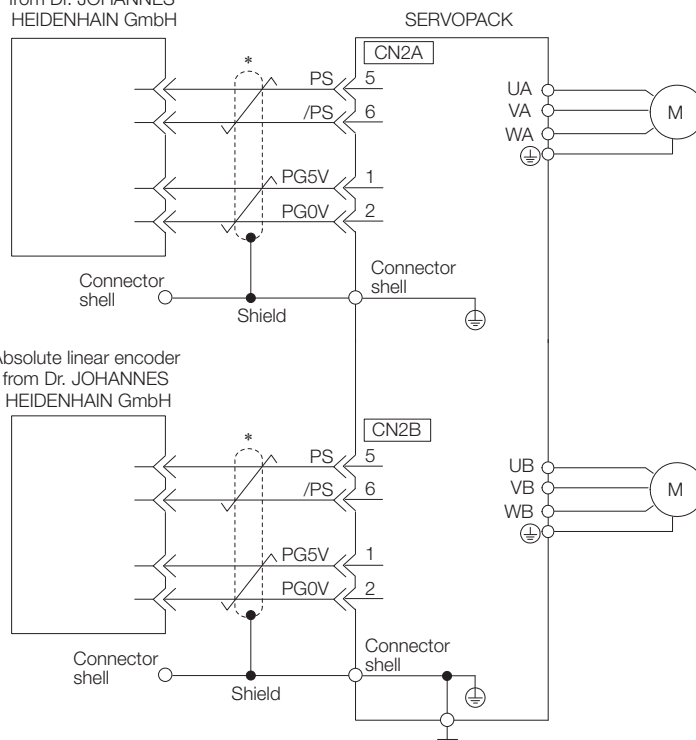 from Dr. JOHANNES
HEIDENHAIN GmbH
SERVOPACK
CN2A
*
PS 5
/PS 6
PG5V 1
PG0V 2
UA
VA
WA
M
Connector
shell
Connector
shell
Shield
Absolute linear encoder
from Dr. JOHANNES
HEIDENHAIN GmbH
CN2B
*
PS 5
/PS 6
PG5V 1
PG0V 2
UB
VB
WB
M
Connector
shell
Connector
shell
Shield